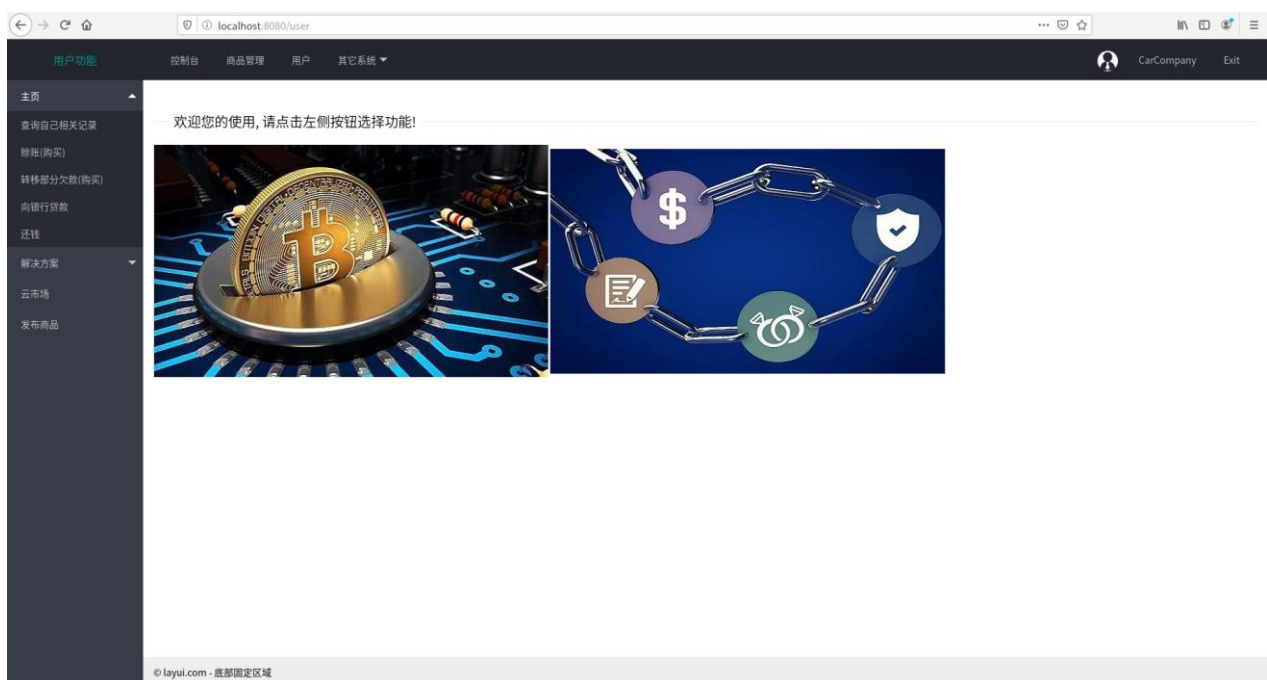 localhost:8080/user
用户功能
控制台 商品管理 用户 其它系统
CarCompany Exit
主页
查询自己相关记录
赊账(购买)
转移部分欠款(购买)
向银行贷款
还钱
解决方案
云市场
发布商品
欢迎您的使用, 请点击左侧按钮选择功能!
DECENTRALIZED
BITCOIN DIGITAL
© layui.com - 底部固定区域